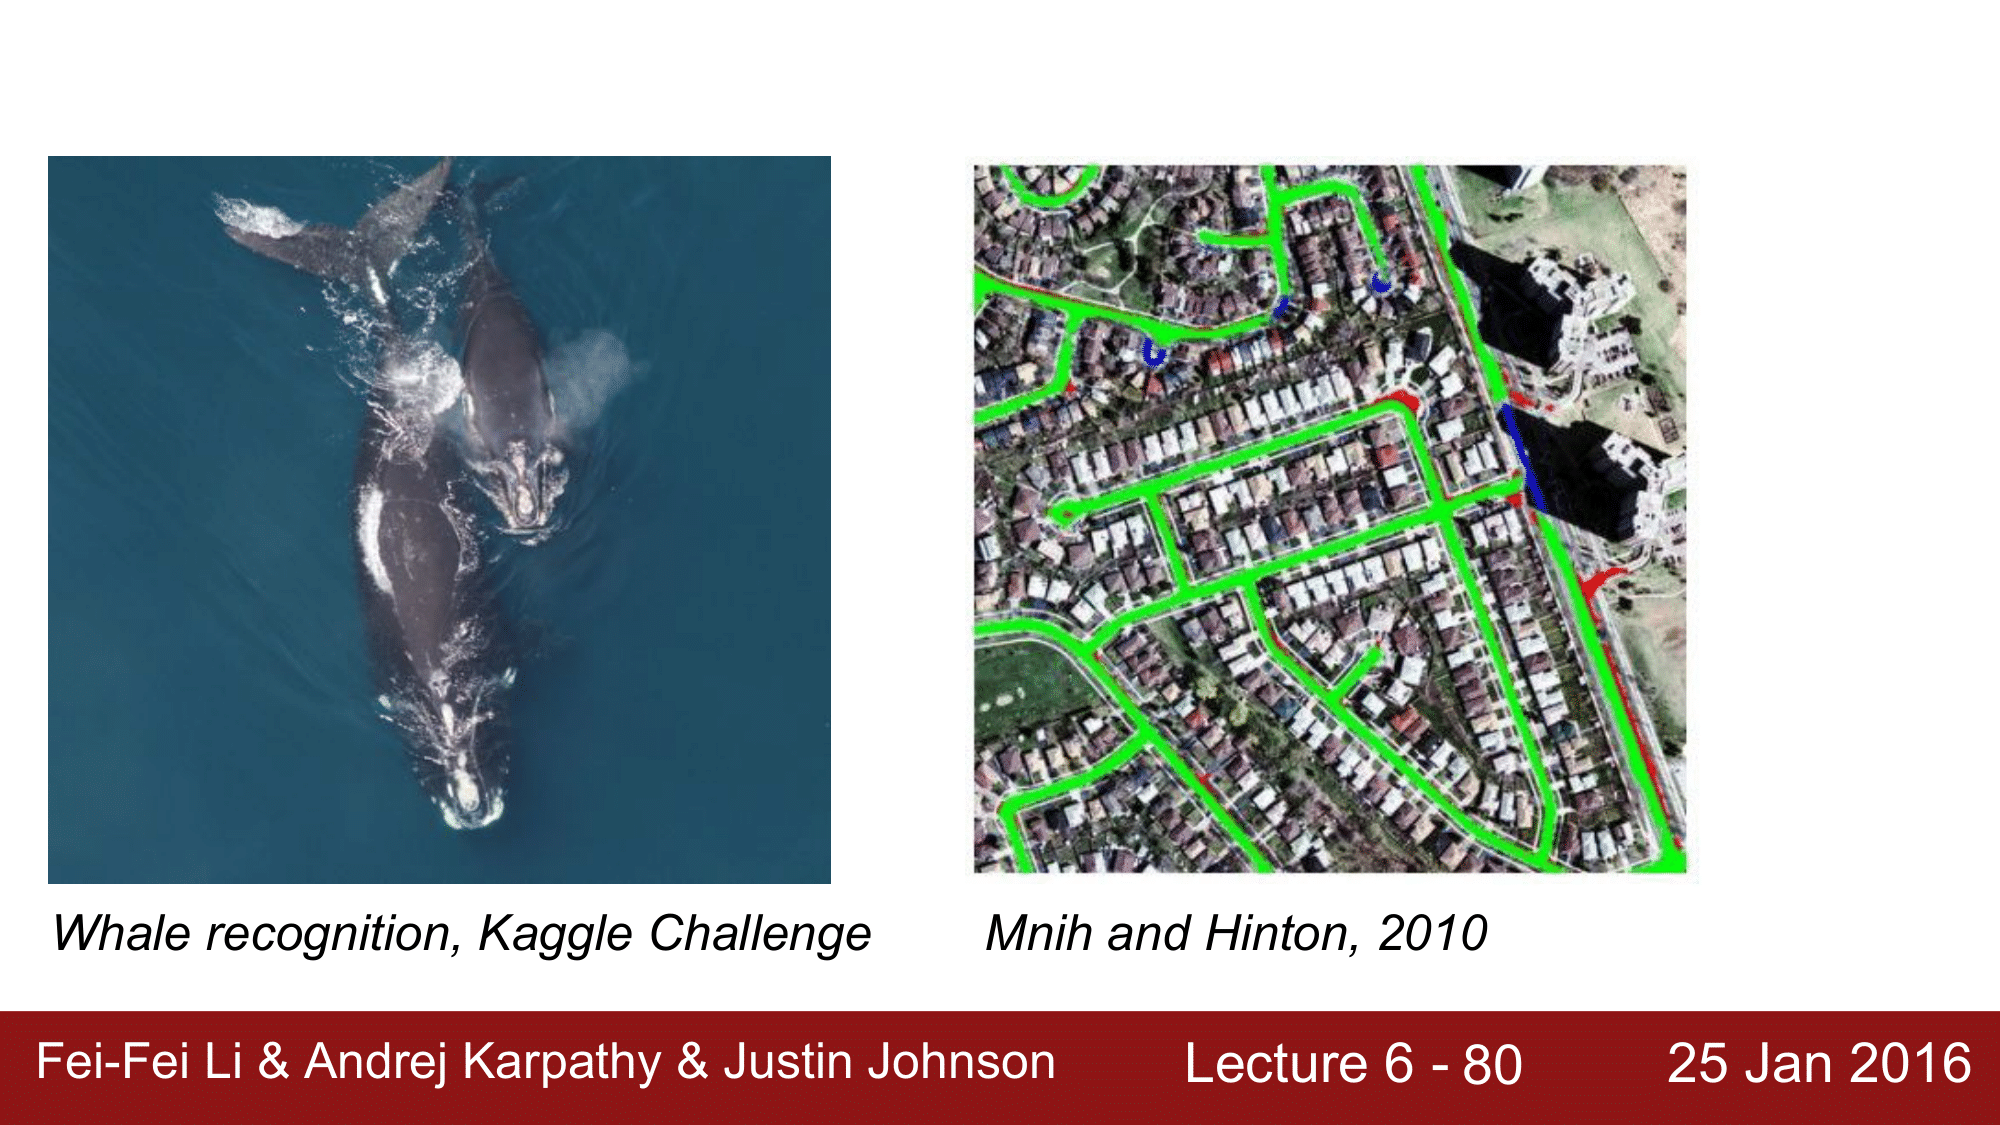 Whale recognition, Kaggle Challenge
Mnih and Hinton, 2010
Fei-Fei Li & Andrej Karpathy & Justin Johnson
Lecture 6 - 80
25 Jan 2016